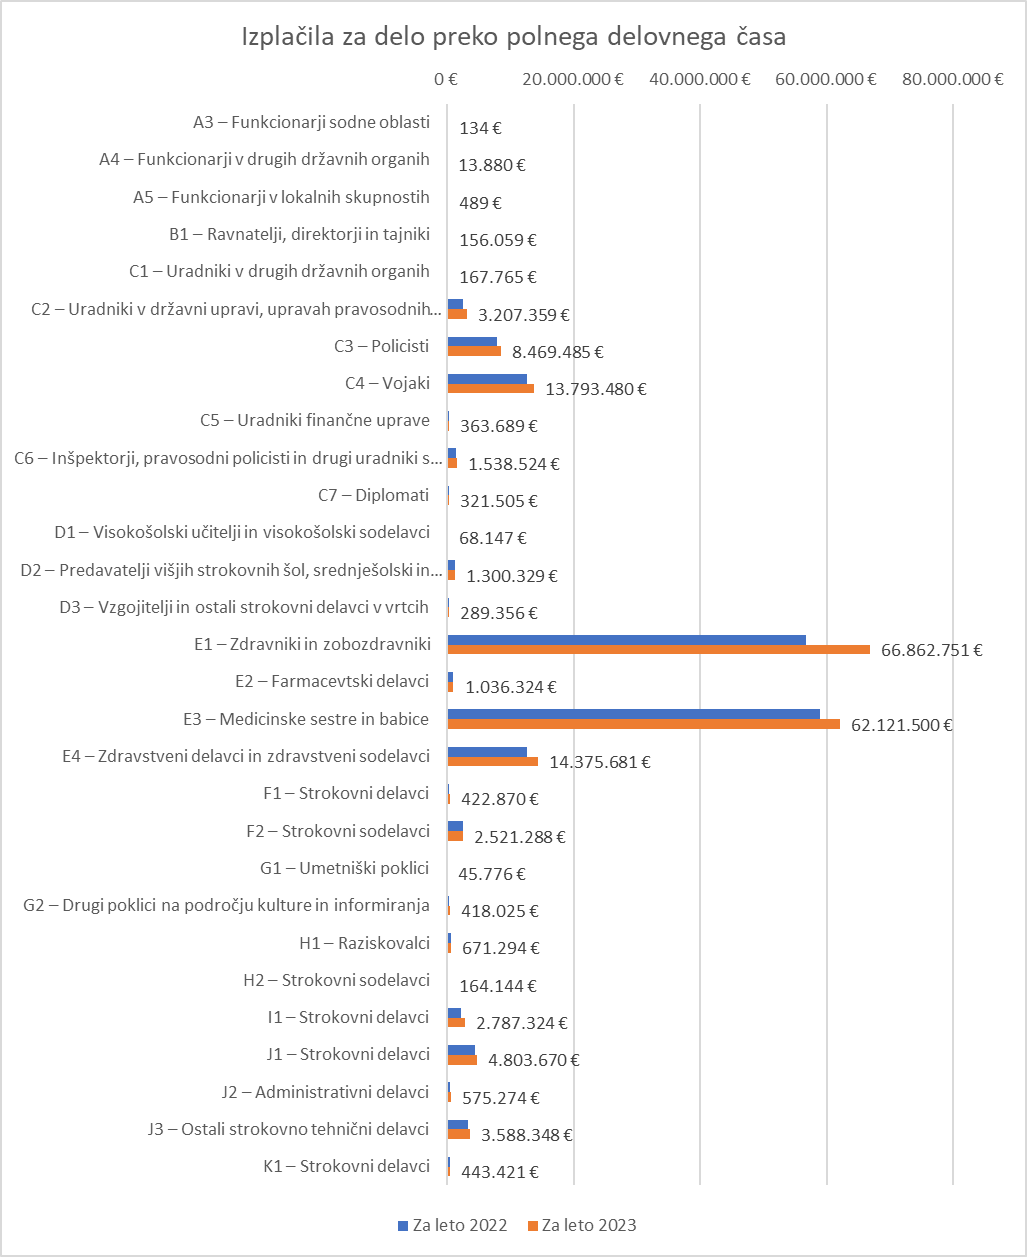 Izplačila za delo preko polnega delovnega časa
0 € 20.000.000 € 40.000.000 € 60.000.000 € 80.000.000 €
A3 – Funkcionarji sodne oblasti 134 €
A4 – Funkcionarji v drugih državnih organih 13.880 €
A5 – Funkcionarji v lokalnih skupnostih 489 €
B1 – Ravnatelji, direktorji in tajniki 156.059 €
C1 – Uradniki v drugih državnih organih 167.765 €
C2 – Uradniki v državni upravi, upravah pravosodnih… 3.207.359 €
C3 – Policisti 8.469.485 €
C4 – Vojaki 13.793.480 €
C5 – Uradniki finančne uprave 363.689 €
C6 – Inšpektorji, pravosodni policisti in drugi uradniki s… 1.538.524 €
C7 – Diplomati 321.505 €
D1 – Visokošolski učitelji in visokošolski sodelavci 68.147 €
D2 – Predavatelji višjih strokovnih šol, srednješolski in… 1.300.329 €
D3 – Vzgojitelji in ostali strokovni delavci v vrtcih 289.356 €
E1 – Zdravniki in zobozdravniki 66.862.751 €
E2 – Farmacevtski delavci 1.036.324 €
E3 – Medicinske sestre in babice 62.121.500 €
E4 – Zdravstveni delavci in zdravstveni sodelavci 14.375.681 €
F1 – Strokovni delavci 422.870 €
F2 – Strokovni sodelavci 2.521.288 €
G1 – Umetniški poklici 45.776 €
G2 – Drugi poklici na področju kulture in informiranja 418.025 €
H1 – Raziskovalci 671.294 €
H2 – Strokovni sodelavci 164.144 €
I1 – Strokovni delavci 2.787.324 €
J1 – Strokovni delavci 4.803.670 €
J2 – Administrativni delavci 575.274 €
J3 – Ostali strokovno tehnični delavci 3.588.348 €
K1 – Strokovni delavci 443.421 €
Za leto 2022 Za leto 2023